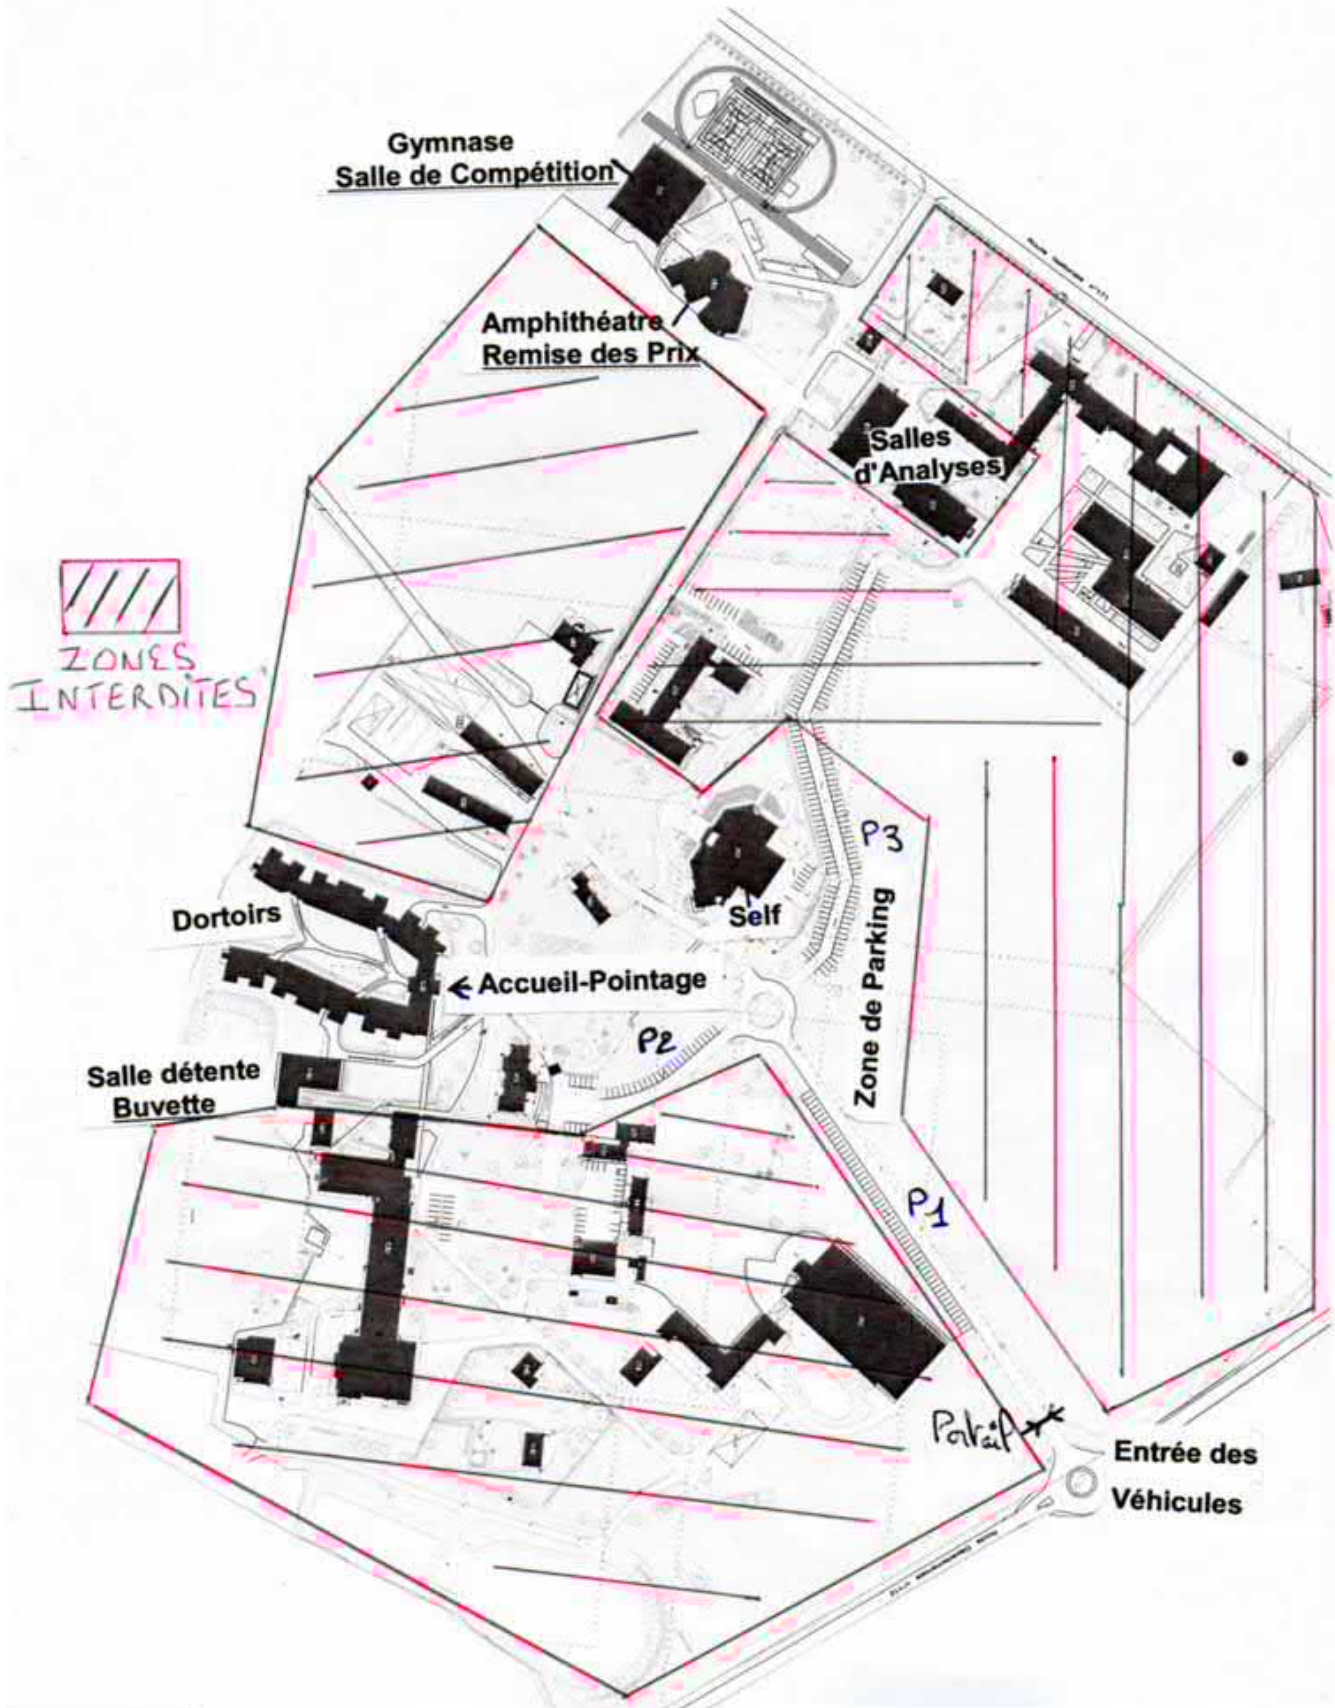 Gymnase
Salle de Compétition
Amphithéatre
Remise des Prix
Salles
d'Analyses
ZONES
INTERDITES
P3
Self
Dortoirs
Accueil-Pointage
Zone de Parking
P2
Salle détente
Buvette
P1
Portail
Entrée des
Véhicules